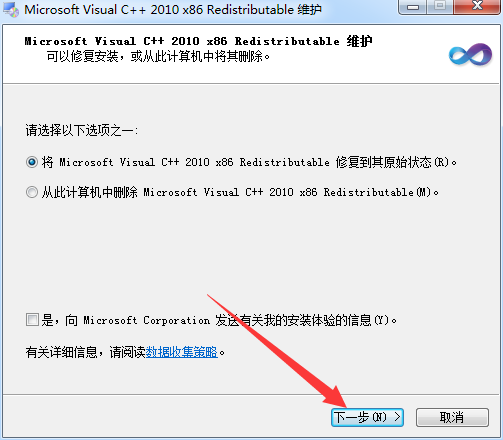 Microsoft Visual C++ 2010 x86 Redistributable 维护
Microsoft Visual C++ 2010 x86 Redistributable 维护
可以修复安装，或从此计算机中将其删除。
请选择以下选项之一:
将 Microsoft Visual C++ 2010 x86 Redistributable 修复到其原始状态(R)。
从此计算机中删除 Microsoft Visual C++ 2010 x86 Redistributable(M)。
是，向 Microsoft Corporation 发送有关我的安装体验的信息(Y)。
有关详细信息，请阅读数据收集策略。
下一步(N) > 取消